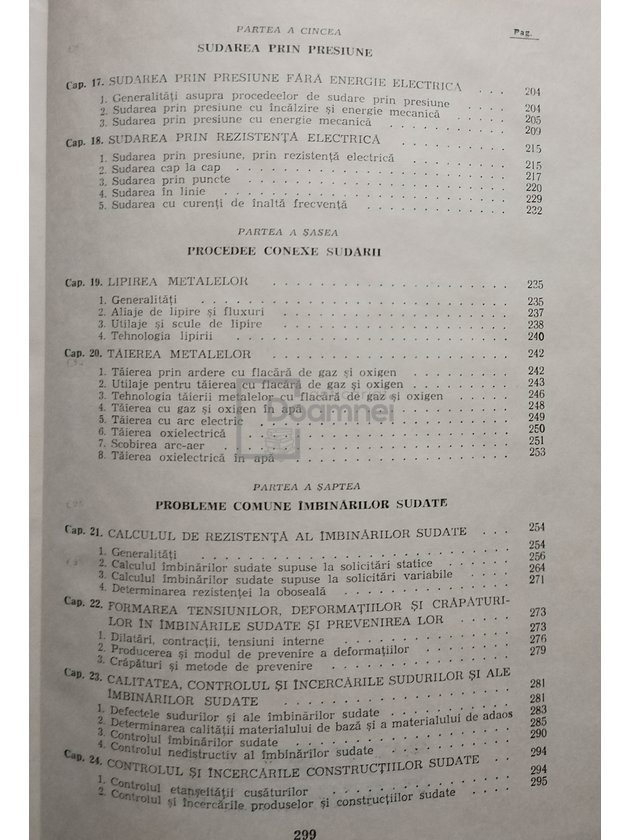 PARTEA A CINCEA
Pag.
SUDAREA PRIN PRESIUNE
Cap. 17. SUDAREA PRIN PRESIUNE FĂRĂ ENERGIE ELECTRICA . . . 204
1. Generalități asupra procedeelor de sudare prin presiune . . . 204
2. Sudarea prin presiune cu încălzire și energie mecanică . . . 205
3. Sudarea prin presiune cu energie mecanică . . . 209
Cap. 18. SUDAREA PRIN REZISTENȚĂ ELECTRICĂ . . . 215
1. Sudarea prin presiune, prin rezistență electrică . . . 215
2. Sudarea cap la cap . . . 217
3. Sudarea prin puncte . . . 220
4. Sudarea în linie . . . 229
5. Sudarea cu curenți de înaltă frecvență . . . 232
PARTEA A ȘASEA
PROCEDEE CONEXE SUDĂRII
Cap. 19. LIPIREA METALELOR . . . 235
1. Generalități . . . 235
2. Aliaje de lipire și fluxuri . . . 237
3. Utilaje și scule de lipire . . . 238
4. Tehnologia lipirii . . . 240
Cap. 20. TĂIEREA METALELOR . . . 242
1. Tăierea prin ardere cu flacără de gaz și oxigen . . . 242
2. Utilaje pentru tăierea cu flacără de gaz și oxigen . . . 243
3. Tehnologia tăierii metalelor cu flacără de gaz și oxigen . . . 246
4. Tăierea cu gaz și oxigen în apă . . . 248
5. Tăierea cu arc electric . . . 249
6. Tăierea oxielectrică . . . 250
7. Scobirea arc-aer . . . 251
8. Tăierea oxielectrică în apă . . . 253
Doamnei
PARTEA A ȘAPTEA
PROBLEME COMUNE ÎMBINĂRILOR SUDATE
Cap. 21. CALCULUL DE REZISTENȚĂ AL ÎMBINĂRILOR SUDATE . . . 254
1. Generalități . . . 254
2. Calculul îmbinărilor sudate supuse la solicitări statice . . . 256
3. Calculul îmbinărilor sudate supuse la solicitări variabile . . . 264
4. Determinarea rezistenței la oboseală . . . 271
Cap. 22. FORMAREA TENSIUNILOR, DEFORMAȚIILOR ȘI CRĂPĂTURI-
LOR ÎN ÎMBINĂRILE SUDATE ȘI PREVENIREA LOR . . . 273
1. Dilatări, contracții, tensiuni interne . . . 273
2. Producerea și modul de prevenire a deformațiilor . . . 276
3. Crăpături și metode de prevenire . . . 279
Cap. 23. CALITATEA, CONTROLUL ȘI ÎNCERCĂRILE SUDURILOR ȘI ALE
ÎMBINĂRILOR SUDATE . . . 281
1. Defectele sudurilor și ale îmbinărilor sudate . . . 281
2. Determinarea calității materialului de bază și a materialului de adaos 283
3. Controlul îmbinărilor sudate . . . 285
4. Controlul nedistructiv al îmbinărilor sudate . . . 290
Cap. 24. CONTROLUL ȘI ÎNCERCĂRILE CONSTRUCȚIILOR SUDATE . . . 294
1. Controlul etanșeității cusăturilor . . . 294
2. Controlul și încercările produselor și construcțiilor sudate . . . 295
299